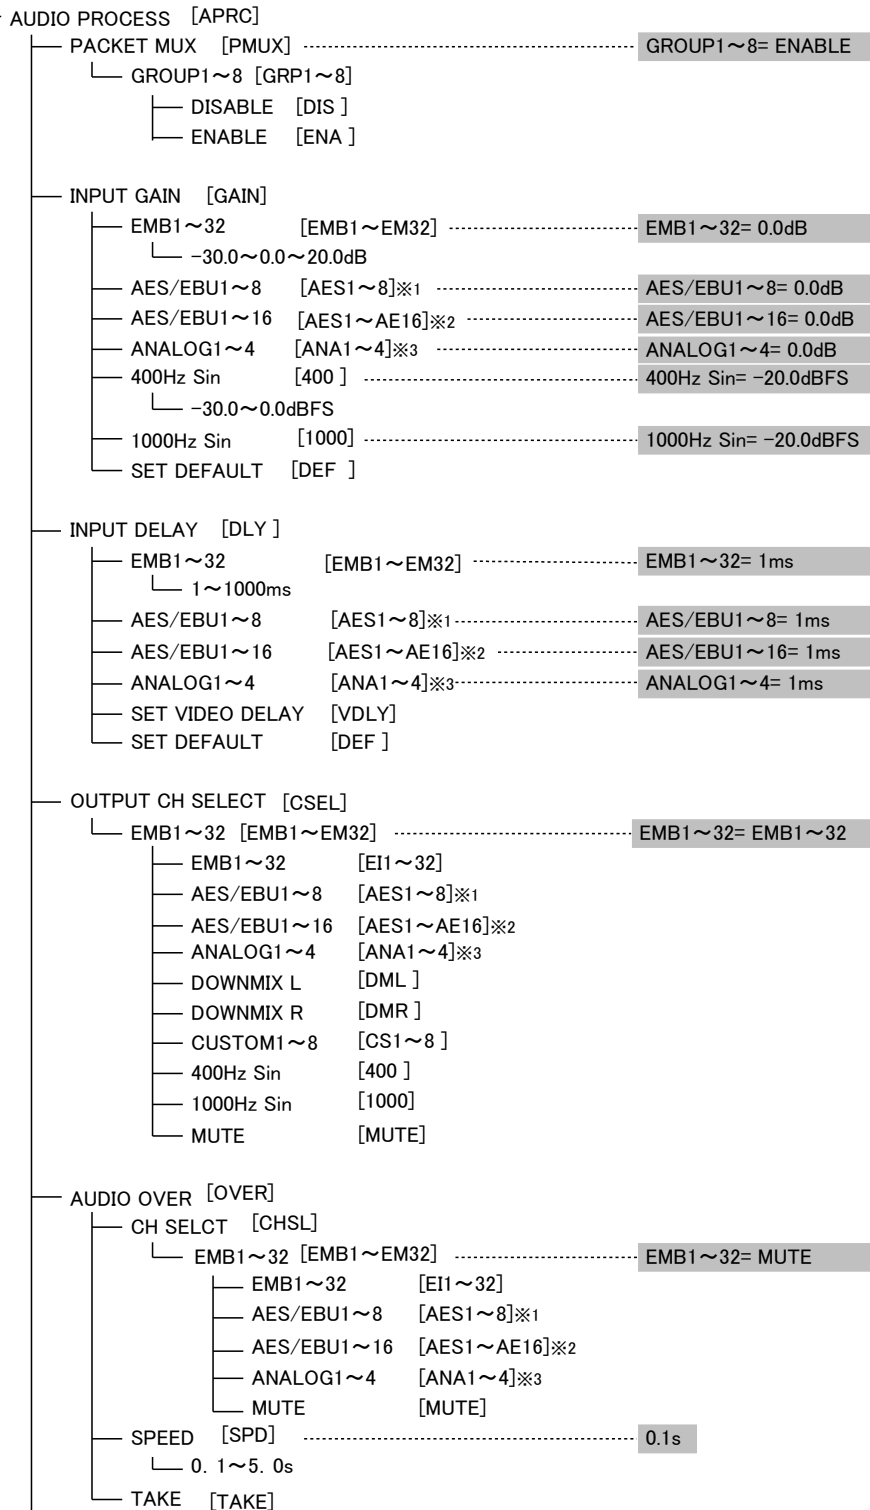 AUDIO PROCESS [APRC]
PACKET MUX [PMUX] GROUP1～8= ENABLE
GROUP1～8 [GRP1～8]
DISABLE [DIS ]
ENABLE [ENA ]
INPUT GAIN [GAIN]
EMB1～32 [EMB1～EM32] EMB1～32= 0.0dB
-30.0～0.0～20.0dB
AES/EBU1～8 [AES1～8]※1 AES/EBU1～8= 0.0dB
AES/EBU1～16 [AES1～AE16]※2 AES/EBU1～16= 0.0dB
ANALOG1～4 [ANA1～4]※3 ANALOG1～4= 0.0dB
400Hz Sin [400 ] 400Hz Sin= -20.0dBFS
-30.0～0.0dBFS
1000Hz Sin [1000] 1000Hz Sin= -20.0dBFS
SET DEFAULT [DEF ]
INPUT DELAY [DLY ]
EMB1～32 [EMB1～EM32] EMB1～32= 1ms
1～1000ms
AES/EBU1～8 [AES1～8]※1 AES/EBU1～8= 1ms
AES/EBU1～16 [AES1～AE16]※2 AES/EBU1～16= 1ms
ANALOG1～4 [ANA1～4]※3 ANALOG1～4= 1ms
SET VIDEO DELAY [VDLY]
SET DEFAULT [DEF ]
OUTPUT CH SELECT [CSEL]
EMB1～32 [EMB1～EM32] EMB1～32= EMB1～32
EMB1～32 [EI1～32]
AES/EBU1～8 [AES1～8]※1
AES/EBU1～16 [AES1～AE16]※2
ANALOG1～4 [ANA1～4]※3
DOWNMIX L [DML ]
DOWNMIX R [DMR ]
CUSTOM1～8 [CS1～8 ]
400Hz Sin [400 ]
1000Hz Sin [1000]
MUTE [MUTE]
AUDIO OVER [OVER]
CH SELCT [CHSL]
EMB1～32 [EMB1～EM32] EMB1～32= MUTE
EMB1～32 [EI1～32]
AES/EBU1～8 [AES1～8]※1
AES/EBU1～16 [AES1～AE16]※2
ANALOG1～4 [ANA1～4]※3
MUTE [MUTE]
SPEED [SPD] 0.1s
0. 1～5. 0s
TAKE [TAKE]